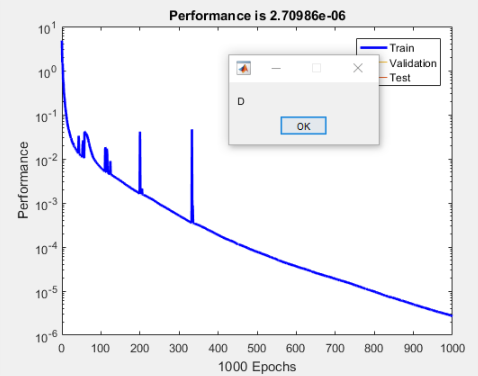 Performance is 2.70986e-06
Train
Validation
Test
D
OK
Performance
10^1
10^0
10^-1
10^-2
10^-3
10^-4
10^-5
10^-6
0 100 200 300 400 500 600 700 800 900 1000
1000 Epochs